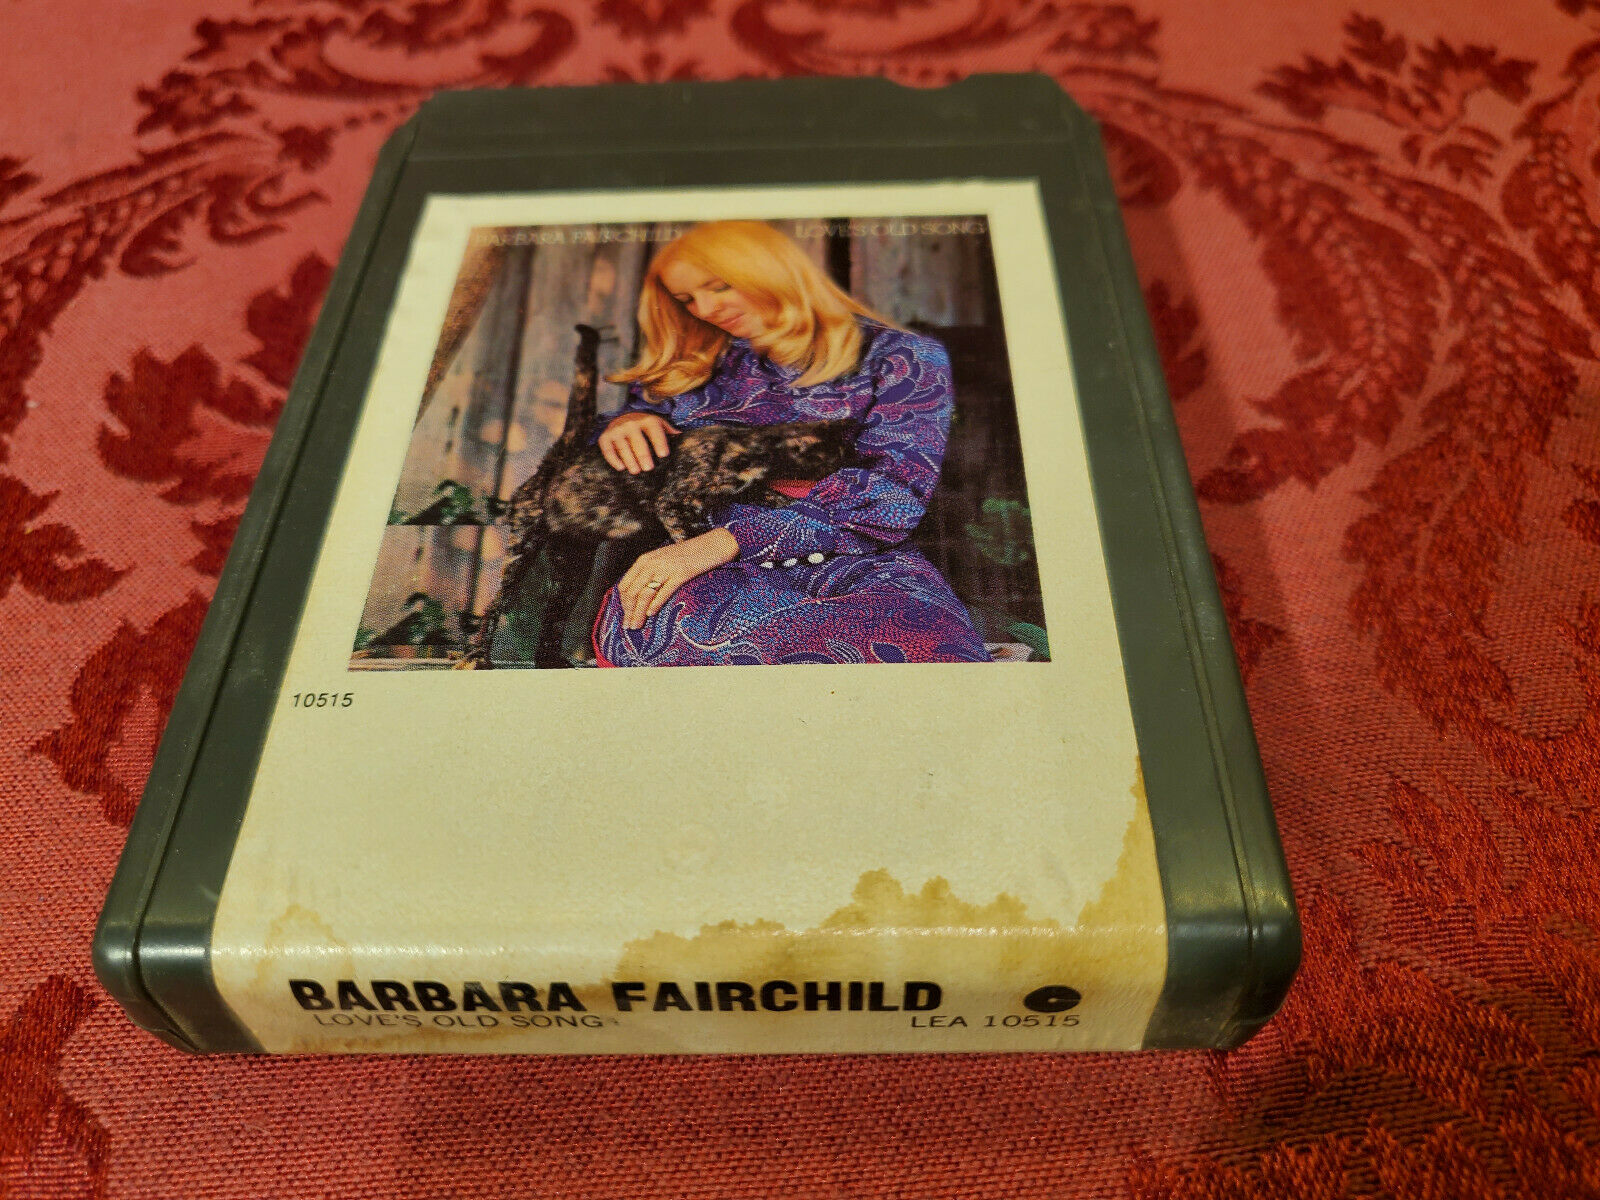 BARBARA FAIRCHILD LOVE'S OLD SONG
10515
BARBARA FAIRCHILD
LOVE'S OLD SONG
LEA 10515